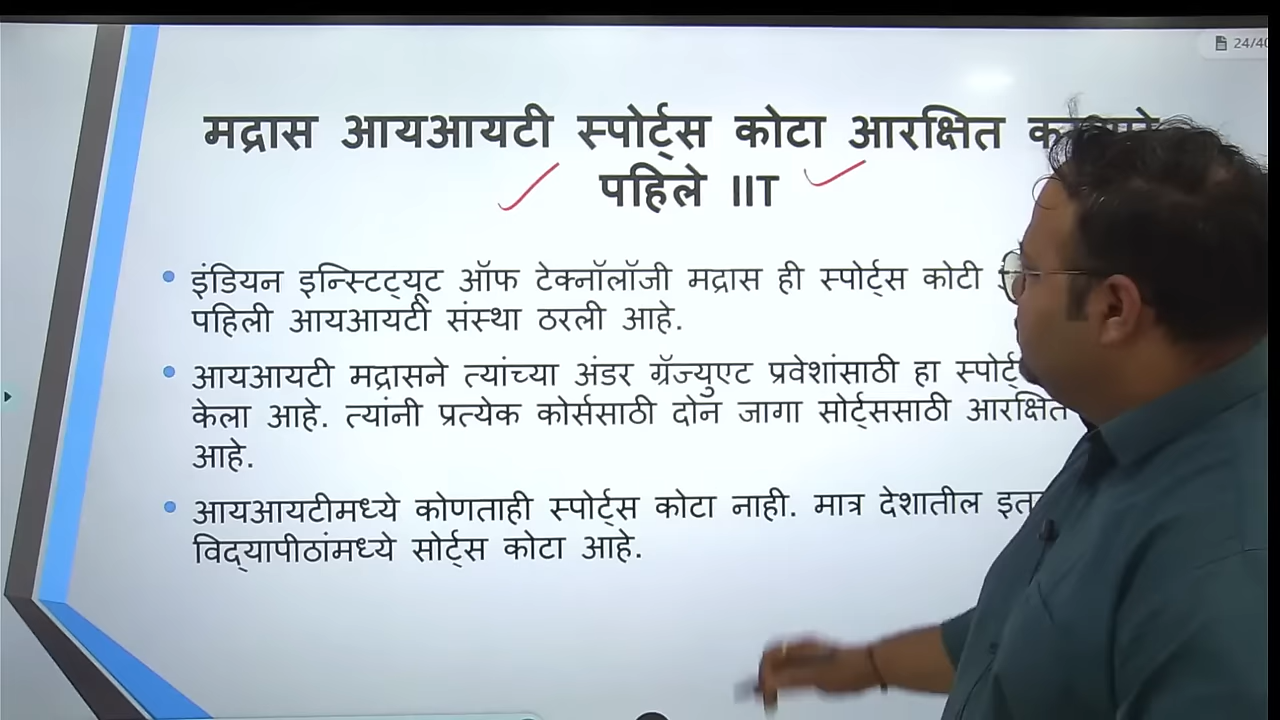 24/40
मद्रास आयआयटी स्पोर्ट्स कोटा आरक्षित
पहिले IIT
इंडियन इन्स्टिट्यूट ऑफ टेक्नॉलॉजी मद्रास ही स्पोर्ट्स कोटी
पहिली आयआयटी संस्था ठरली आहे.
आयआयटी मद्रासने त्यांच्या अंडर ग्रॅज्युएट प्रवेशांसाठी हा
केला आहे. त्यांनी प्रत्येक कोर्ससाठी दोन जागा सोर्ट्ससाठी आरक्षित
आहे.
आयआयटीमध्ये कोणताही स्पोर्ट्स कोटा नाही. मात्र देशातील
विद्यापीठांमध्ये सोर्ट्स कोटा आहे.